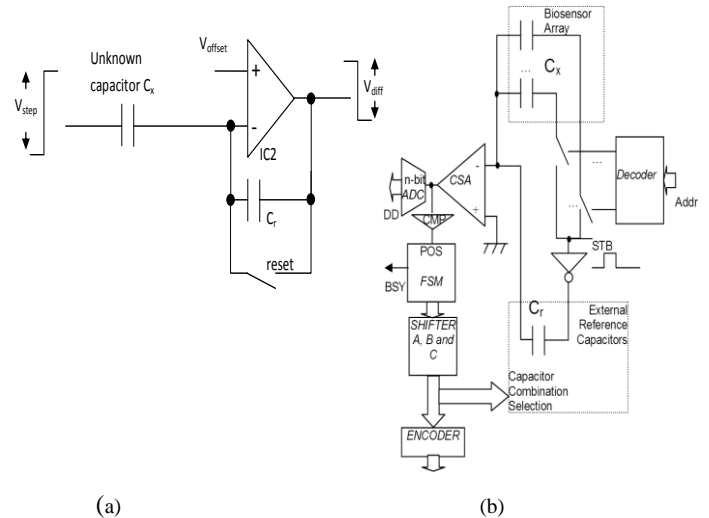 Unknown
capacitor Cx
Vstep
Voffset
+
-
IC2
Vdiff
Cr
reset
(a)
Biosensor
Array
...
Cx
Decoder
Addr
...
...
CSA
-
+
n-bit
ADC
DD
CMP
POS
FSM
BSY
STB
SHIFTER
A, B and
C
Cr
External
Reference
Capacitors
Capacitor
Combination
Selection
ENCODER
(b)